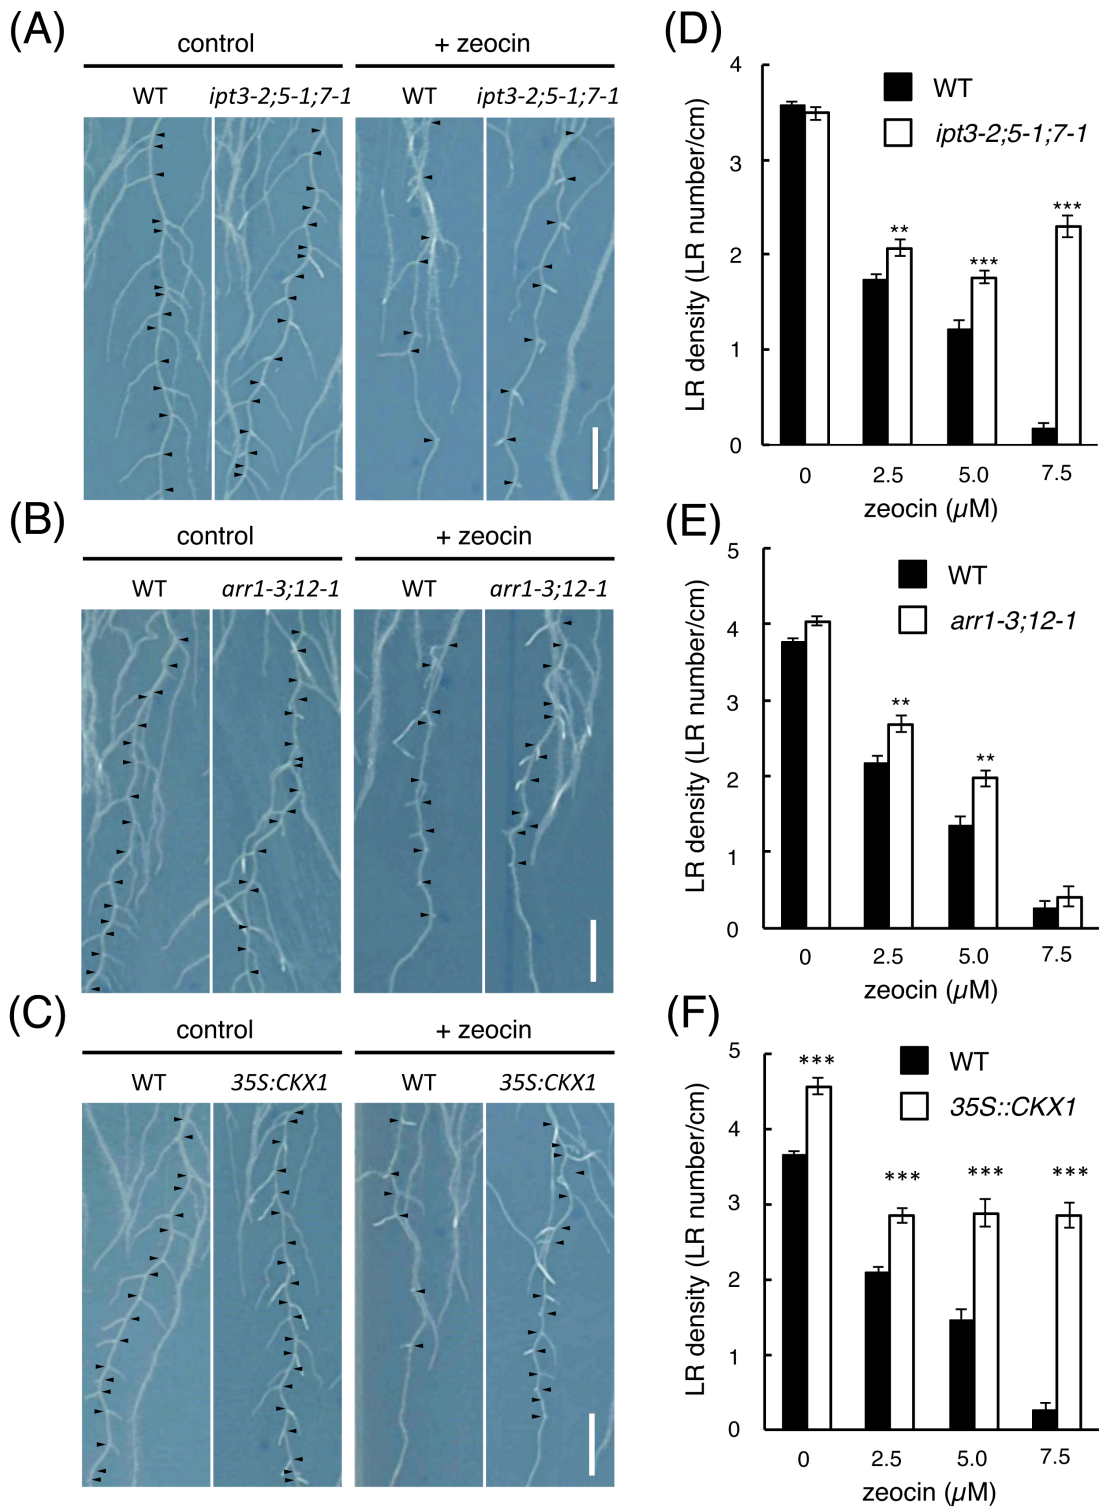 (A)
control
+ zeocin
WT
ipt3-2;5-1;7-1
WT
ipt3-2;5-1;7-1
(B)
control
+ zeocin
WT
arr1-3;12-1
WT
arr1-3;12-1
(C)
control
+ zeocin
WT
35S:CKX1
WT
35S:CKX1
(D)
LR density (LR number/cm)
4
3
2
1
0
WT
ipt3-2;5-1;7-1
**
***
***
0
2.5
5.0
7.5
zeocin (µM)
(E)
LR density (LR number/cm)
5
4
3
2
1
0
WT
arr1-3;12-1
**
**
0
2.5
5.0
7.5
zeocin (µM)
(F)
LR density (LR number/cm)
5
4
3
2
1
0
WT
35S::CKX1
***
***
***
***
0
2.5
5.0
7.5
zeocin (µM)